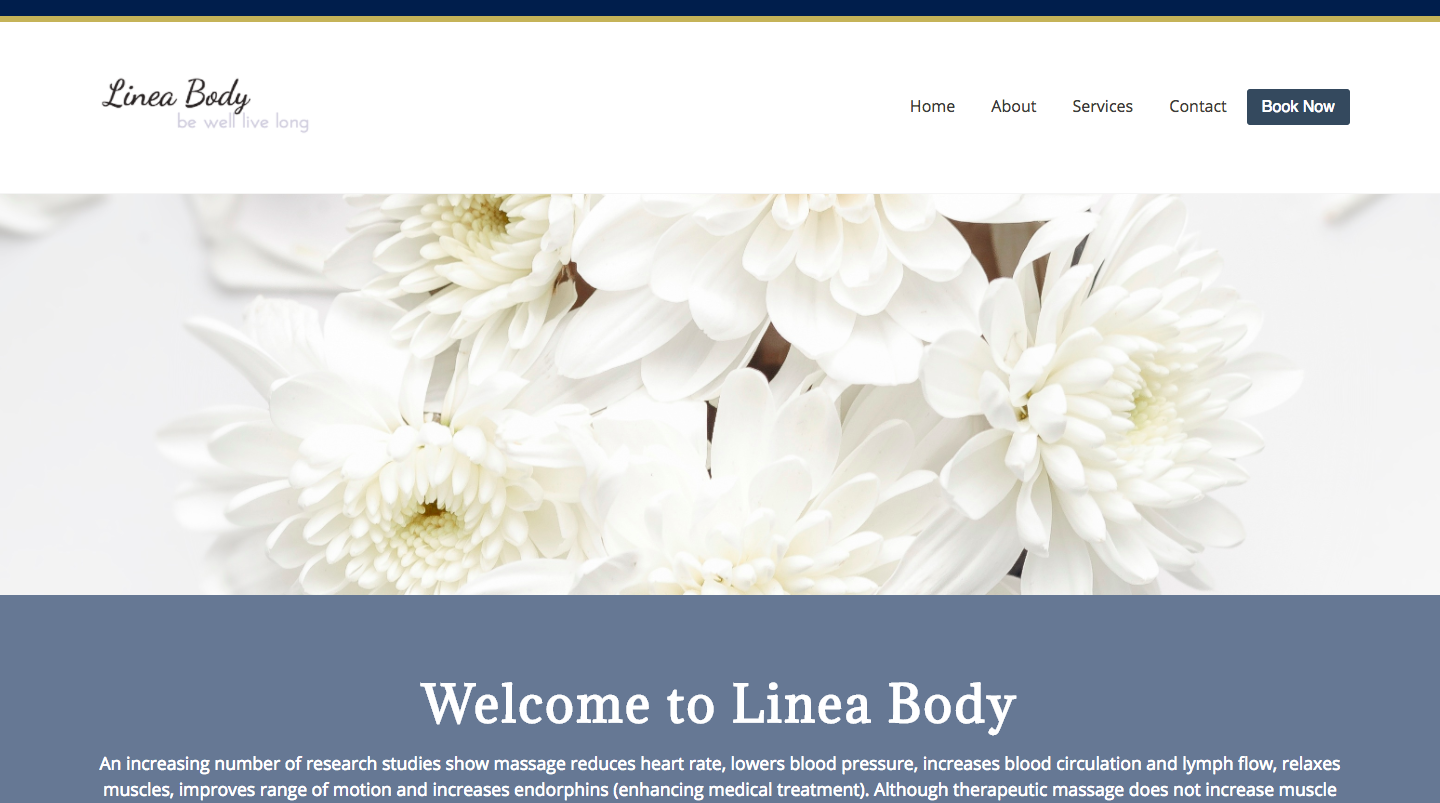 Linea Body
be well live long
Home About Services Contact Book Now
Welcome to Linea Body
An increasing number of research studies show massage reduces heart rate, lowers blood pressure, increases blood circulation and lymph flow, relaxes
muscles, improves range of motion and increases endorphins (enhancing medical treatment). Although therapeutic massage does not increase muscle